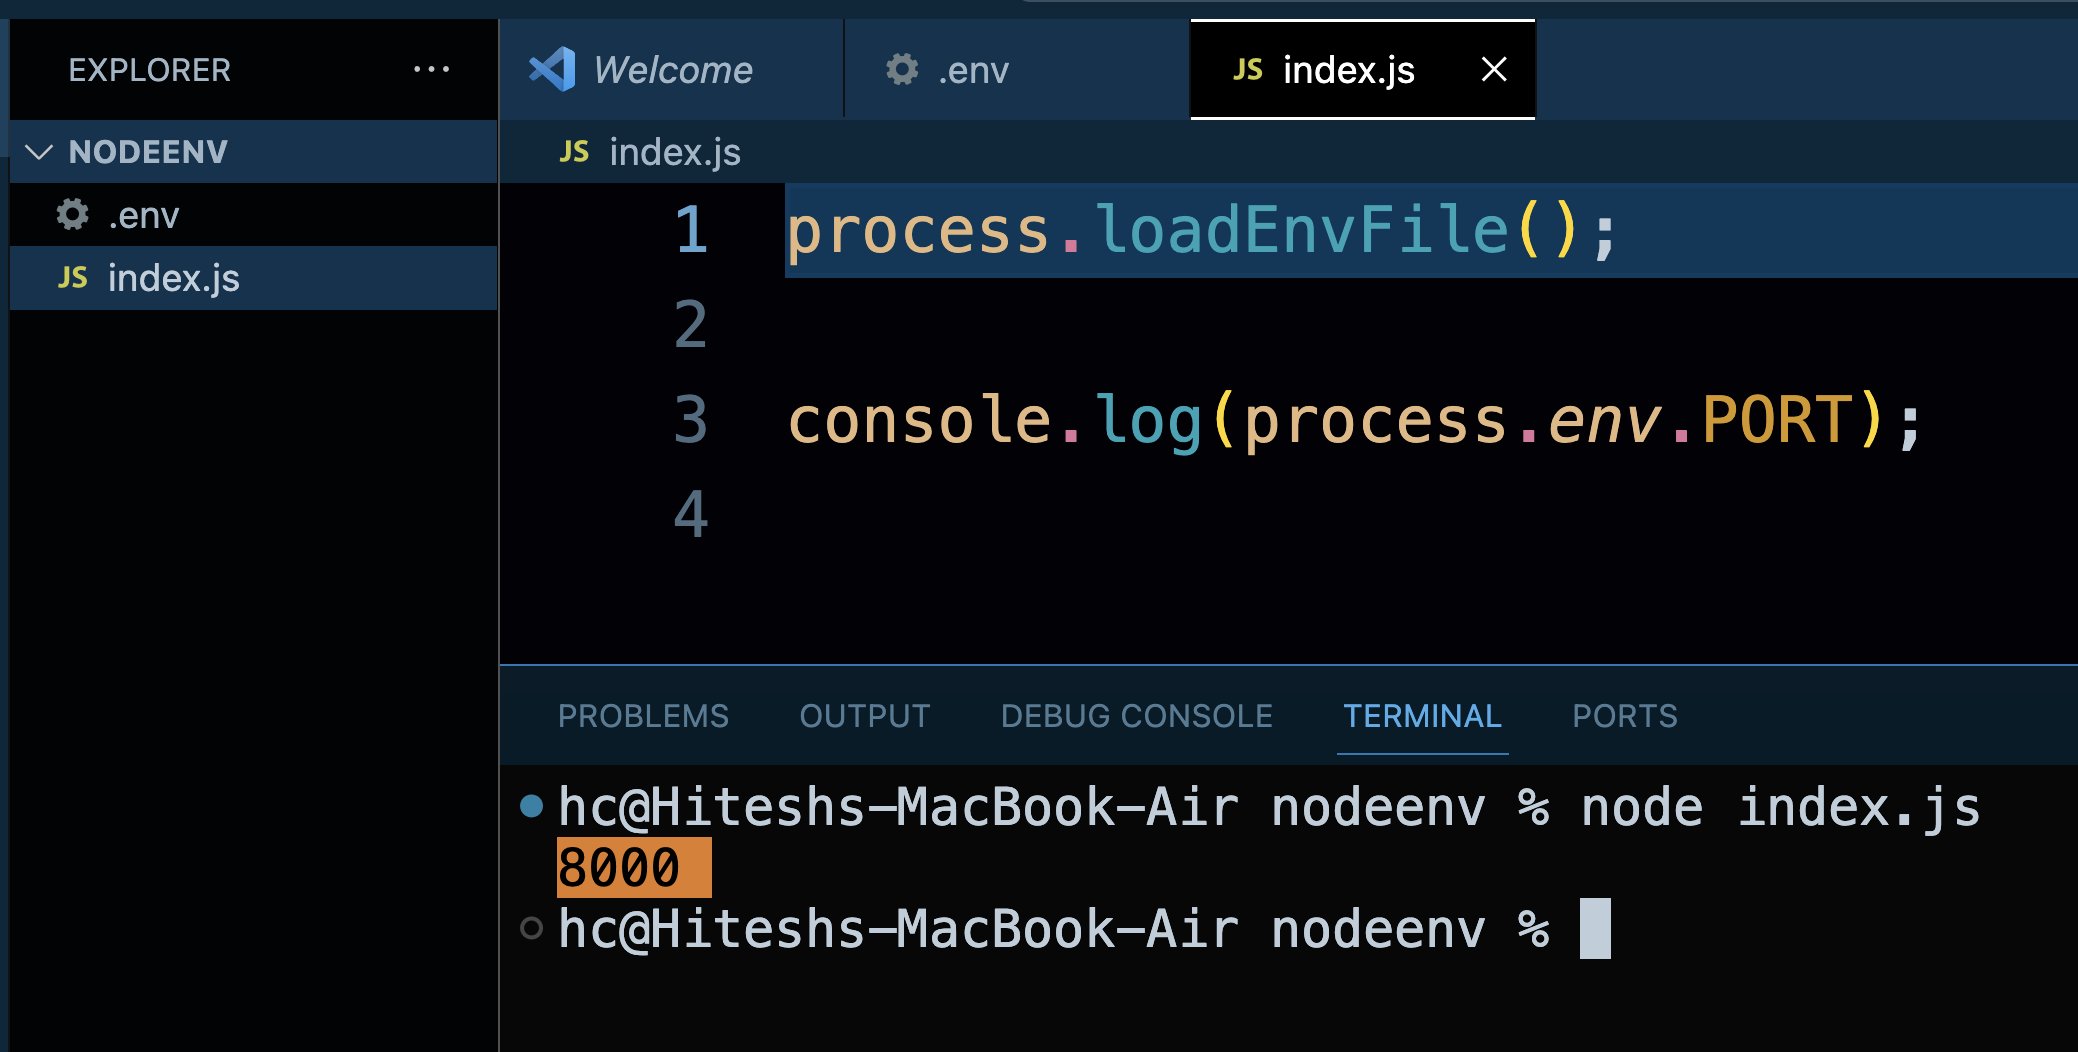 EXPLORER ···
Welcome
.env
JS index.js
NODEENV
.env
JS index.js
JS index.js
1 process.loadEnvFile();
2
3 console.log(process.env.PORT);
4
PROBLEMS OUTPUT DEBUG CONSOLE TERMINAL PORTS
hc@Hiteshs-MacBook-Air nodeenv % node index.js
8000
hc@Hiteshs-MacBook-Air nodeenv %